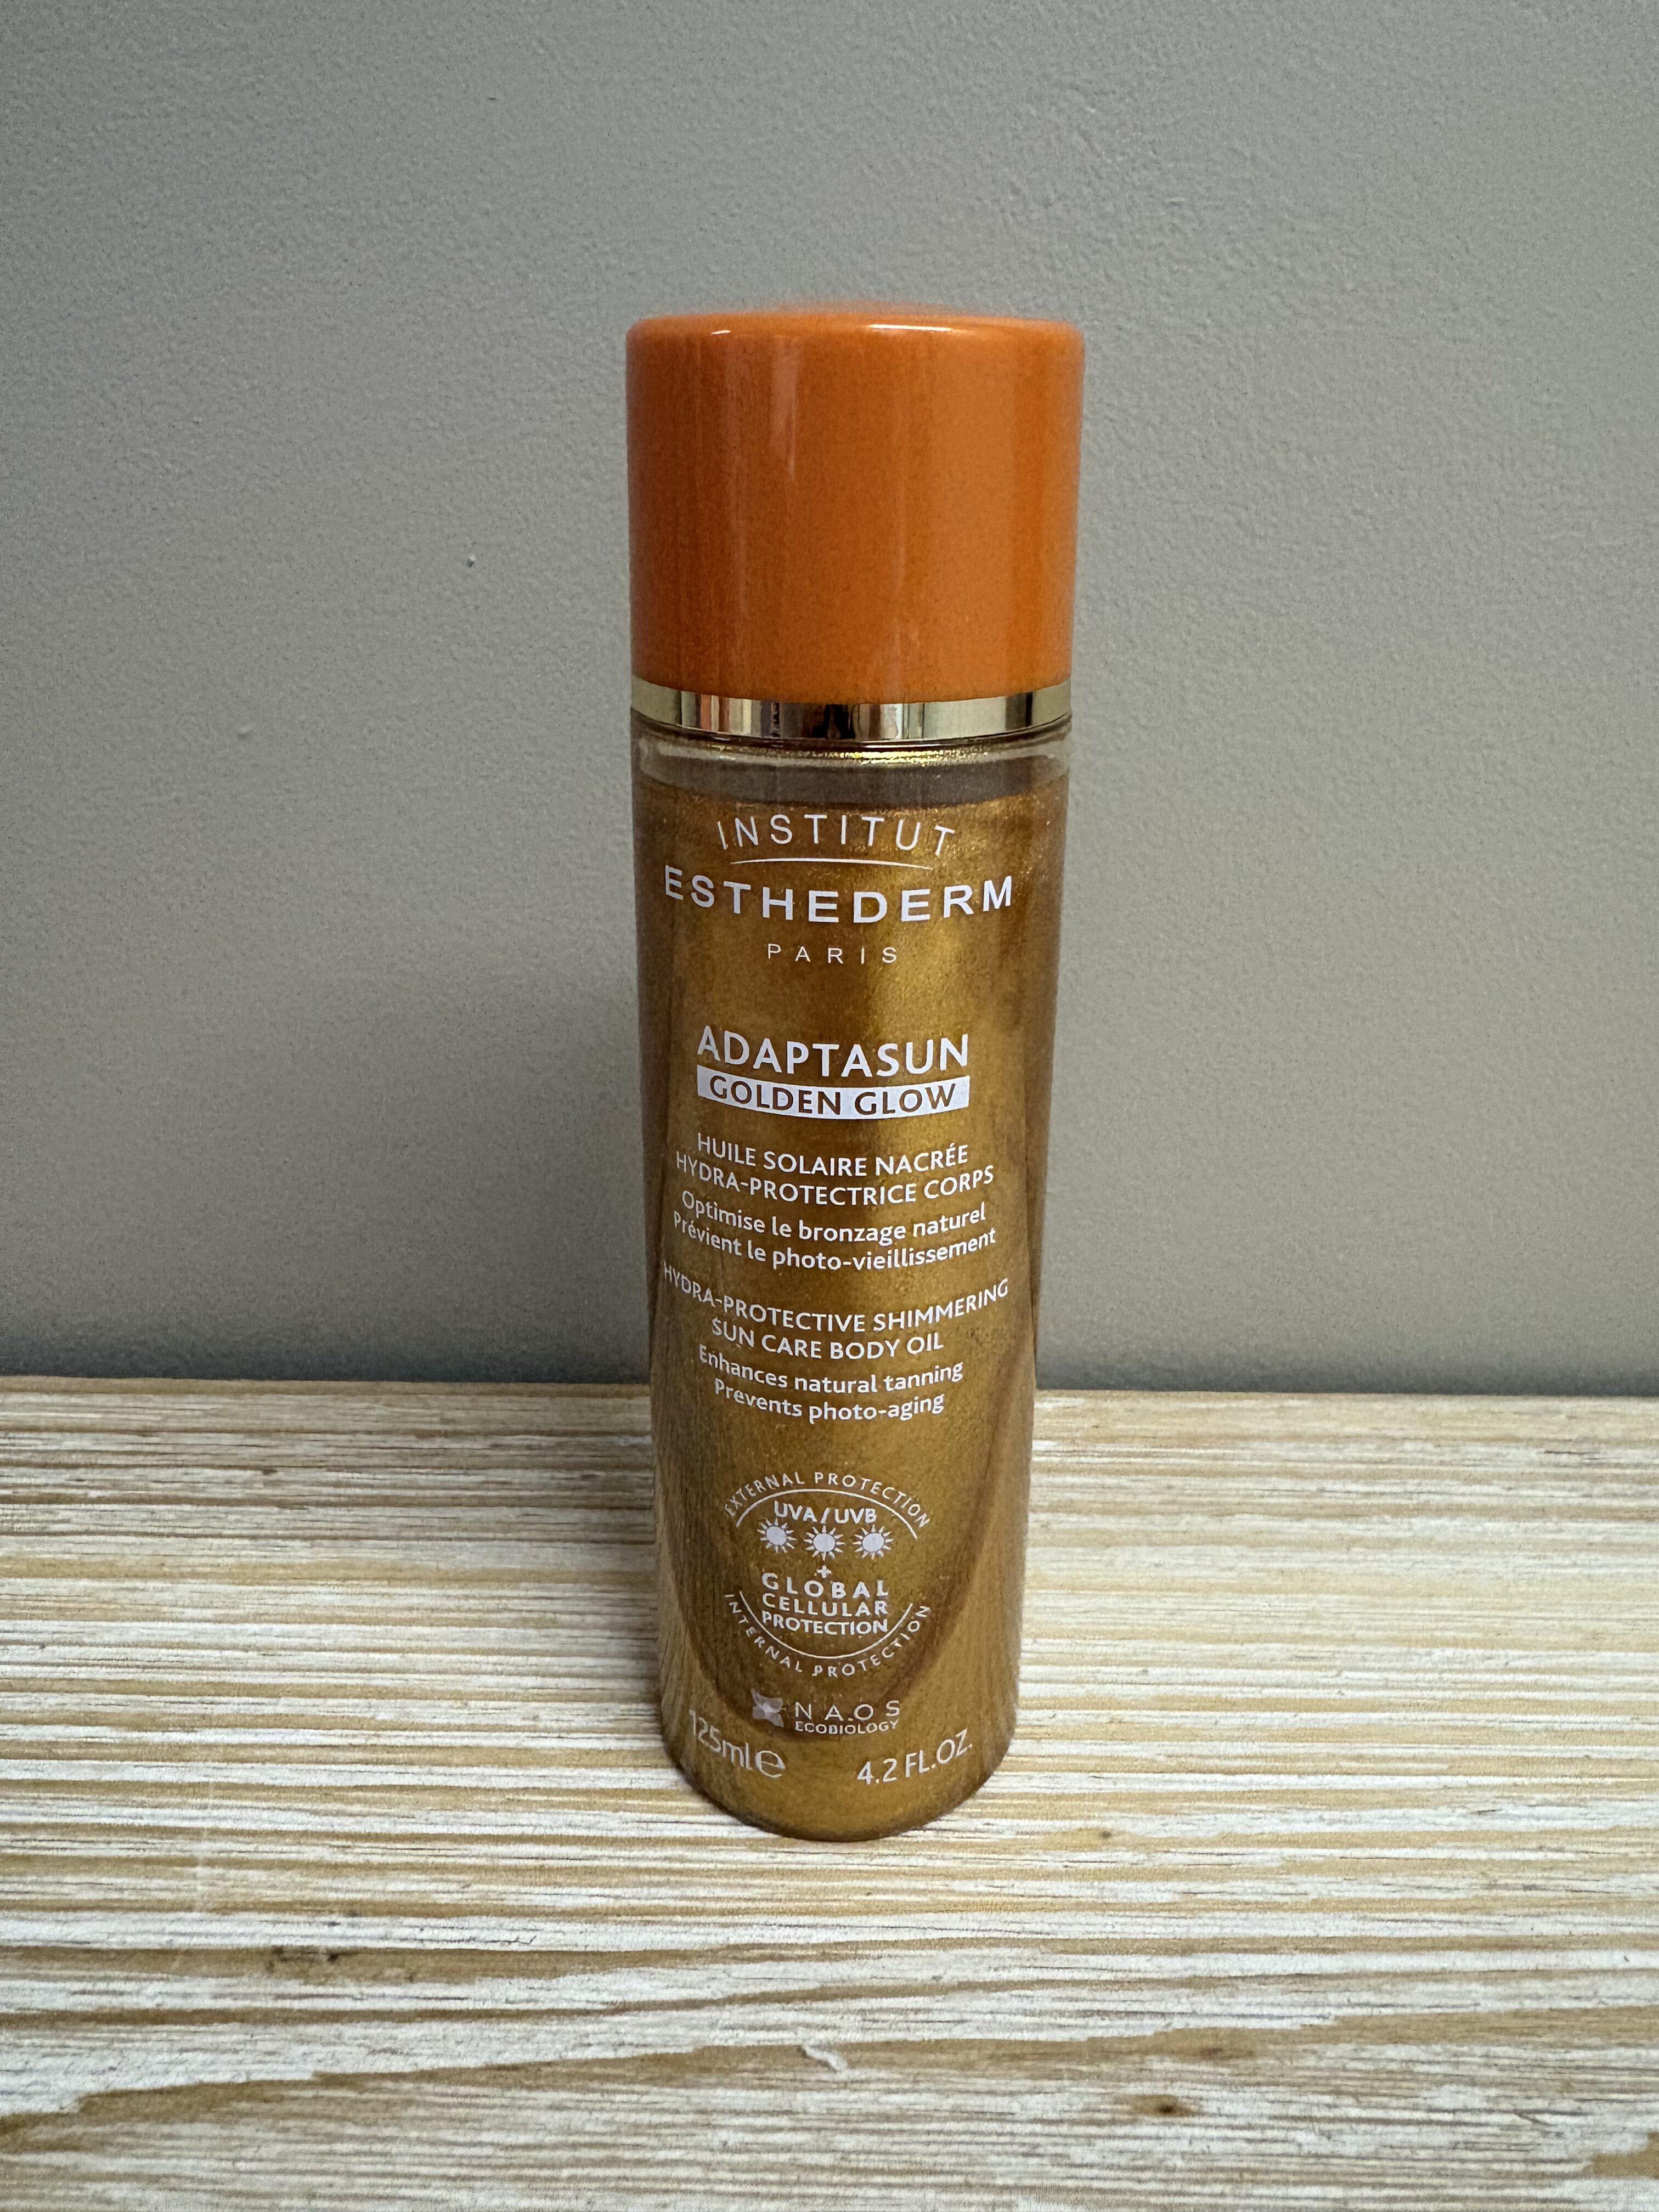 INSTITUT
ESTHEDERM
PARIS
ADAPTASUN
GOLDEN GLOW
HUILE SOLAIRE NACRÉE
HYDRA-PROTECTRICE CORPS
Optimise le bronzage naturel
Prévient le photo-vieillissement
HYDRA-PROTECTIVE SHIMMERING
SUN CARE BODY OIL
Enhances natural tanning
Prevents photo-aging
EXTERNAL PROTECTION
UVA/UVB
+
GLOBAL
CELLULAR
PROTECTION
INTERNAL PROTECTION
NAOS
ECOBIOLOGY
125ml℮ 4.2 FL.OZ.